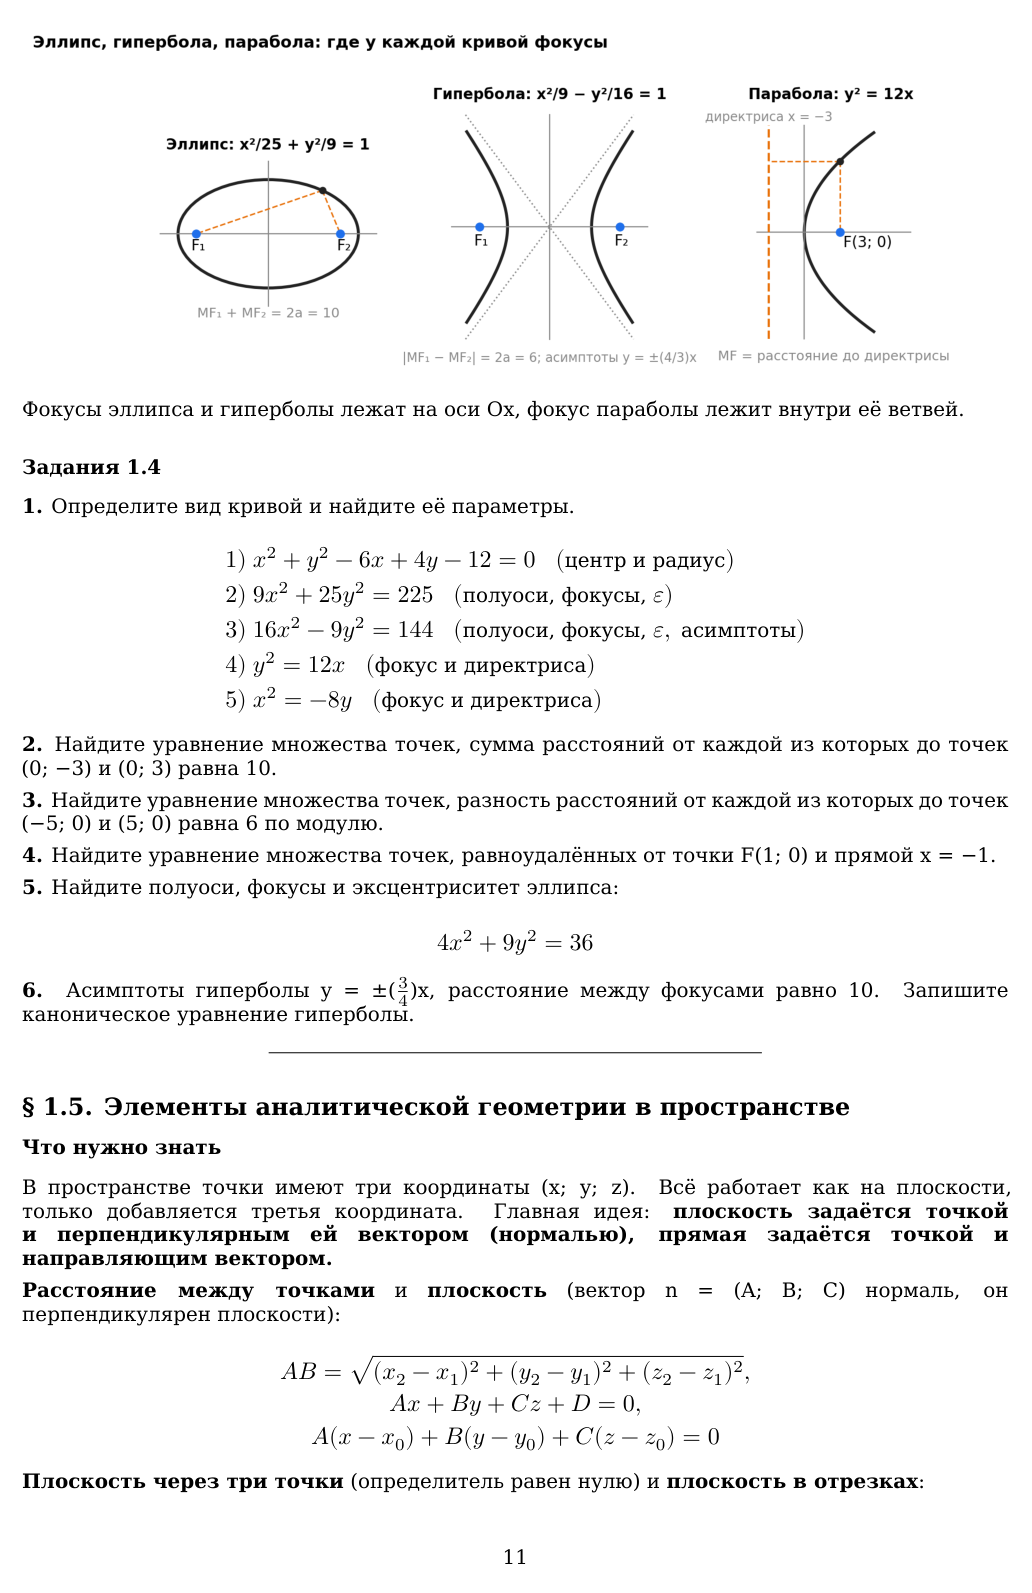 Эллипс, гипербола, парабола: где у каждой кривой фокусы
Эллипс: x²/25 + y²/9 = 1
F₁
F₂
MF₁ + MF₂ = 2a = 10
Гипербола: x²/9 − y²/16 = 1
F₁
F₂
|MF₁ − MF₂| = 2a = 6; асимптоты y = ±(4/3)x
Парабола: y² = 12x
директриса x = −3
F(3; 0)
MF = расстояние до директрисы
Фокусы эллипса и гиперболы лежат на оси Ox, фокус параболы лежит внутри её ветвей.
Задания 1.4
1. Определите вид кривой и найдите её параметры.
1) x² + y² − 6x + 4y − 12 = 0 (центр и радиус)
2) 9x² + 25y² = 225 (полуоси, фокусы, ε)
3) 16x² − 9y² = 144 (полуоси, фокусы, ε, асимптоты)
4) y² = 12x (фокус и директриса)
5) x² = −8y (фокус и директриса)
2. Найдите уравнение множества точек, сумма расстояний от каждой из которых до точек
(0; −3) и (0; 3) равна 10.
3. Найдите уравнение множества точек, разность расстояний от каждой из которых до точек
(−5; 0) и (5; 0) равна 6 по модулю.
4. Найдите уравнение множества точек, равноудалённых от точки F(1; 0) и прямой x = −1.
5. Найдите полуоси, фокусы и эксцентриситет эллипса:
4x² + 9y² = 36
6. Асимптоты гиперболы y = ±(3/4)x, расстояние между фокусами равно 10. Запишите
каноническое уравнение гиперболы.
§ 1.5. Элементы аналитической геометрии в пространстве
Что нужно знать
В пространстве точки имеют три координаты (x; y; z). Всё работает как на плоскости,
только добавляется третья координата. Главная идея: плоскость задаётся точкой
и перпендикулярным ей вектором (нормалью), прямая задаётся точкой и
направляющим вектором.
Расстояние между точками и плоскость (вектор n = (A; B; C) нормаль, он
перпендикулярен плоскости):
AB = √((x₂ − x₁)² + (y₂ − y₁)² + (z₂ − z₁)²),
Ax + By + Cz + D = 0,
A(x − x₀) + B(y − y₀) + C(z − z₀) = 0
Плоскость через три точки (определитель равен нулю) и плоскость в отрезках:
11